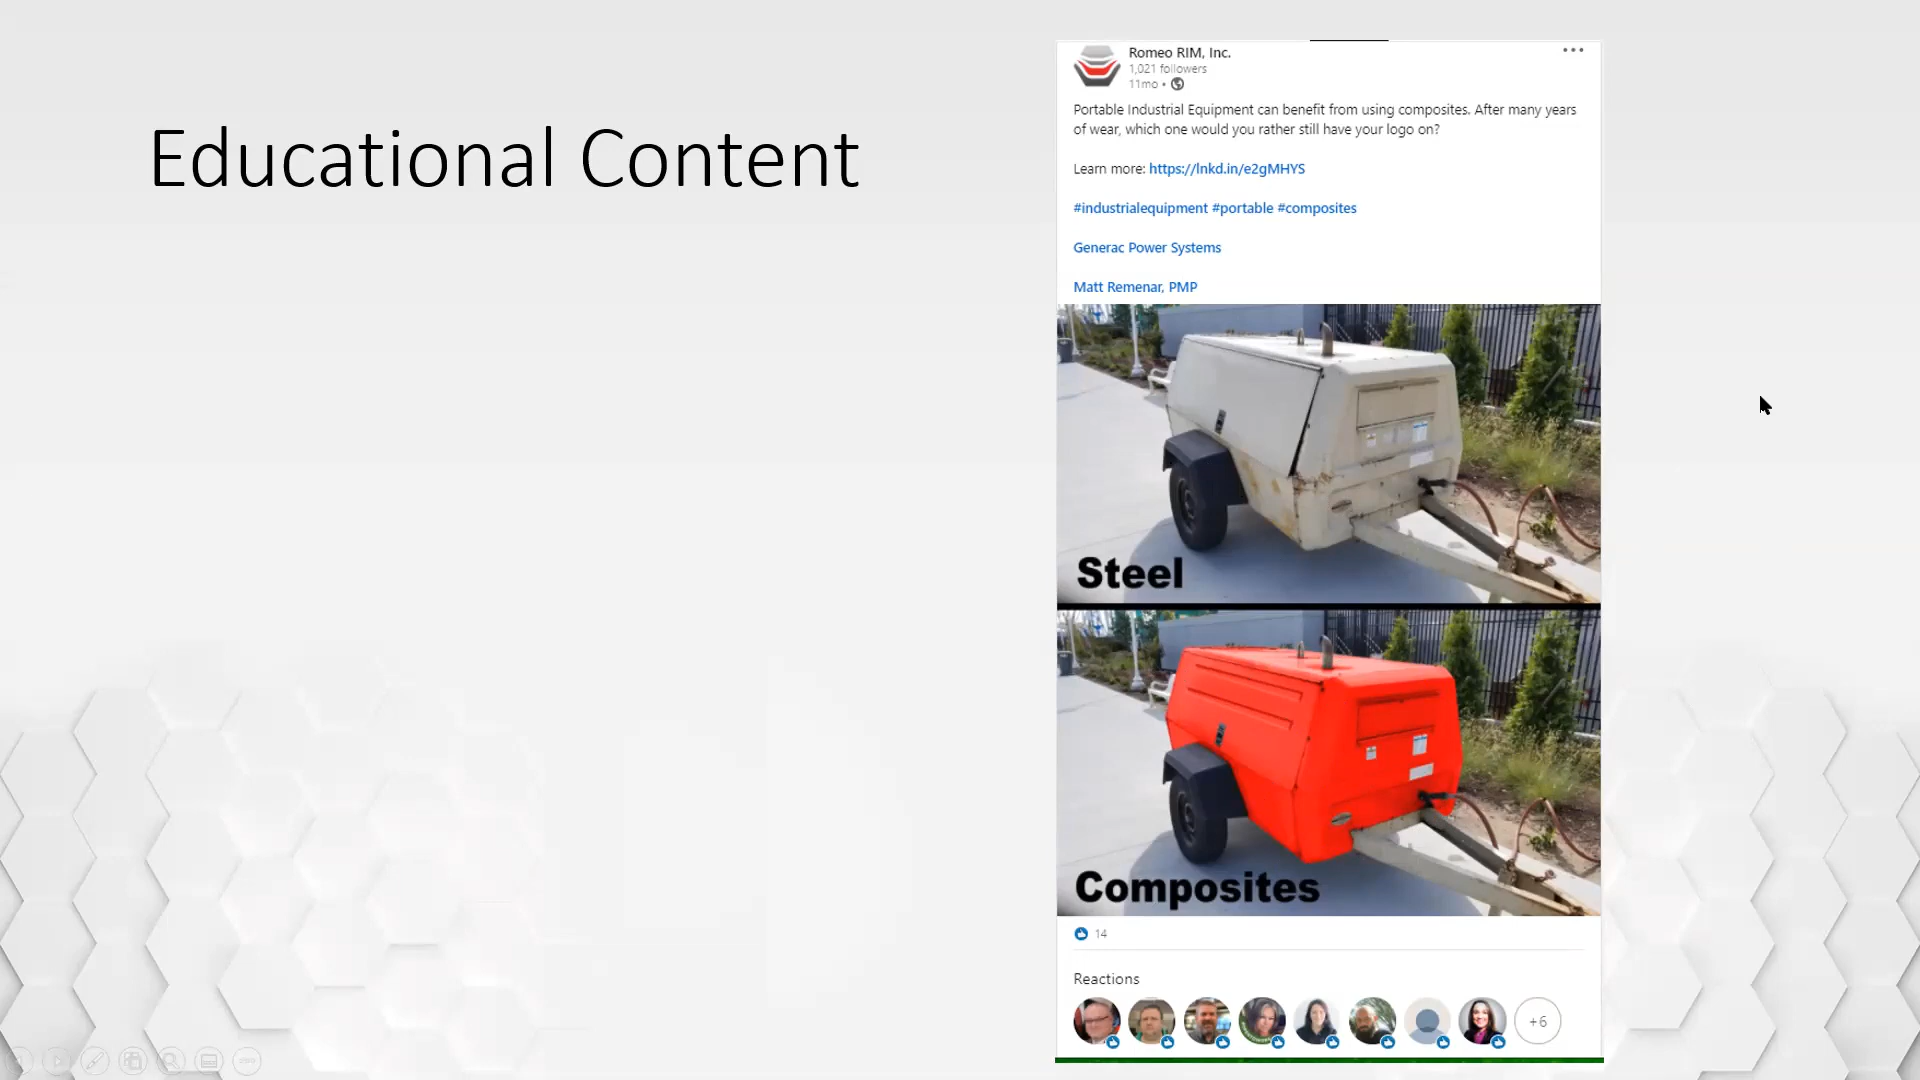 Educational Content
Romeo RIM, Inc.
1,021 followers
11mo •
Portable Industrial Equipment can benefit from using composites. After many years
of wear, which one would you rather still have your logo on?
Learn more: https://lnkd.in/e2gMHYS
#industrialequipment #portable #composites
Generac Power Systems
Matt Remenar, PMP
Steel
Composites
14
Reactions
+6